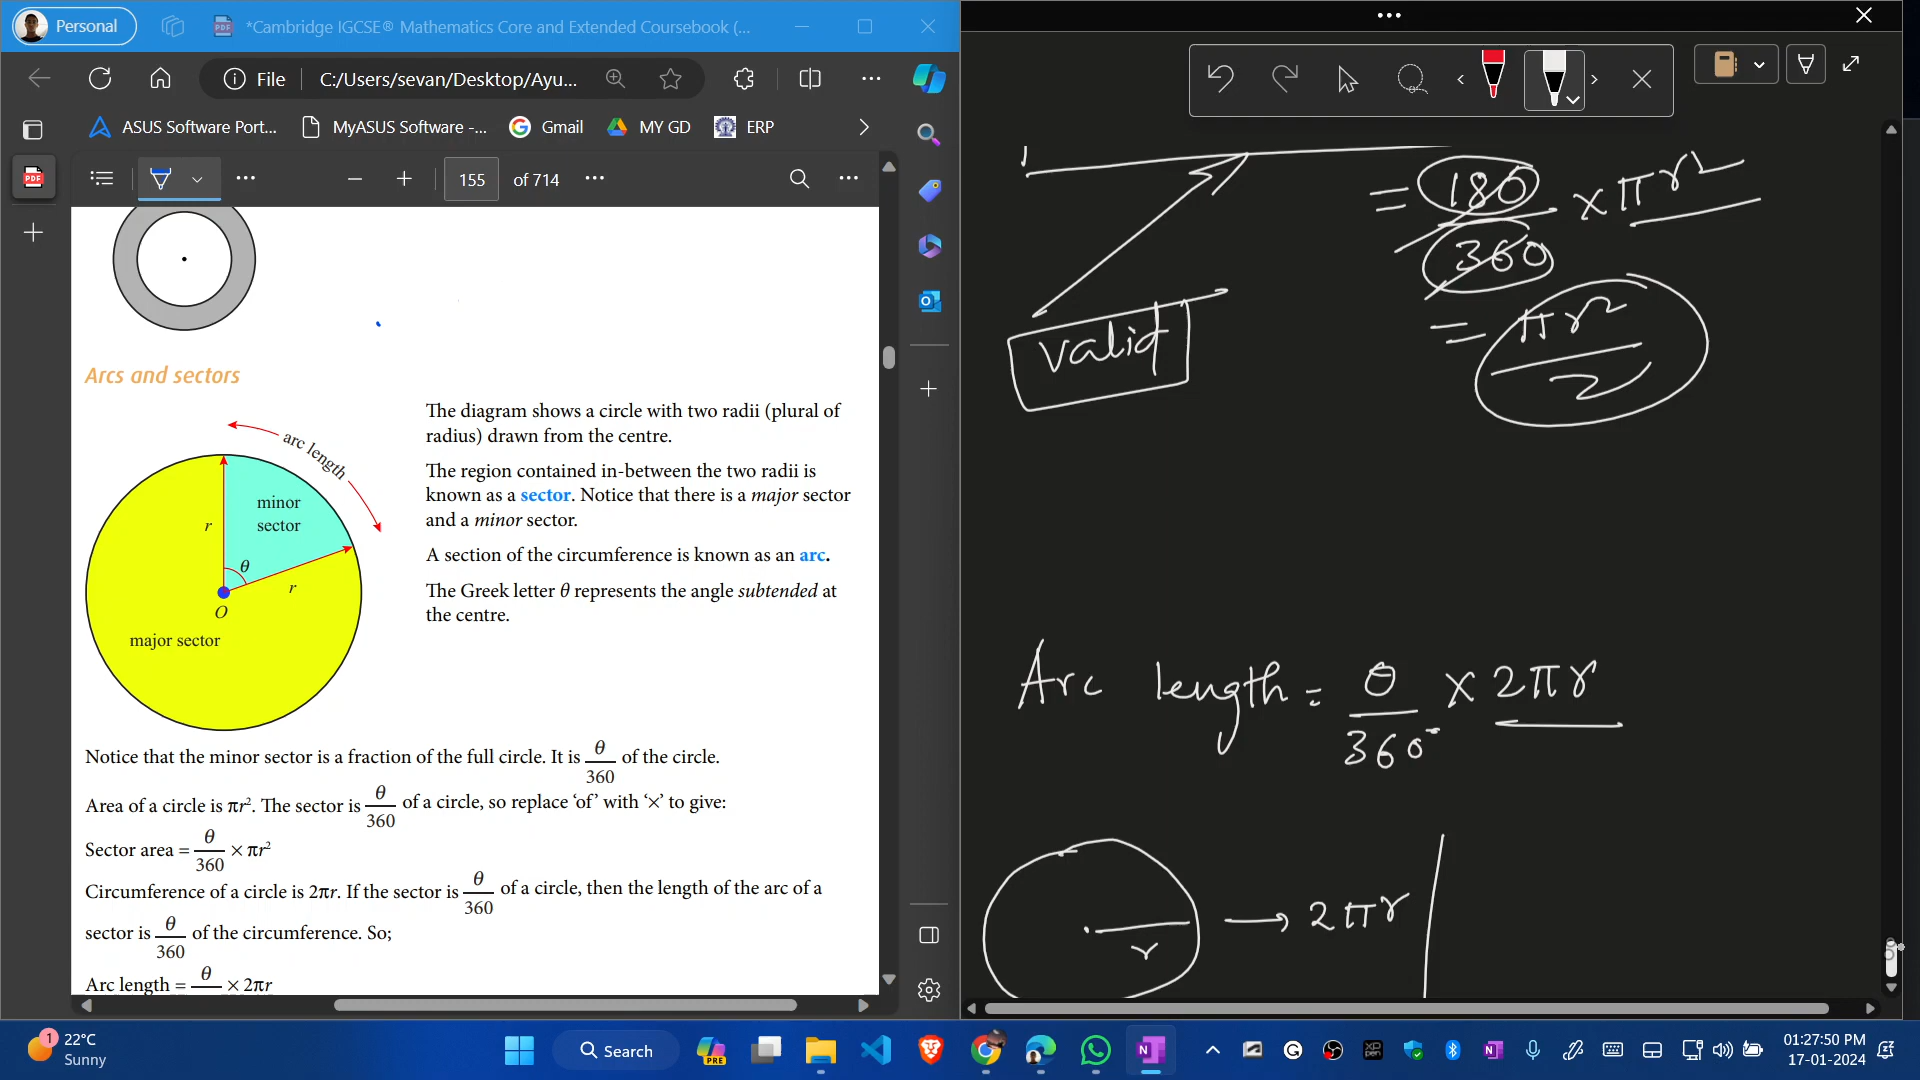 Personal
*Cambridge IGCSE® Mathematics Core and Extended Coursebook (...
File
C:/Users/sevan/Desktop/Ayu...
ASUS Software Port...
MyASUS Software -...
Gmail
MY GD
ERP
155 of 714
Arcs and sectors
arc length
minor
sector
r
θ
r
O
major sector
The diagram shows a circle with two radii (plural of
radius) drawn from the centre.
The region contained in-between the two radii is
known as a sector. Notice that there is a major sector
and a minor sector.
A section of the circumference is known as an arc.
The Greek letter θ represents the angle subtended at
the centre.
Notice that the minor sector is a fraction of the full circle. It is θ/360 of the circle.
Area of a circle is πr². The sector is θ/360 of a circle, so replace ‘of’ with ‘×’ to give:
Sector area = θ/360 × πr²
Circumference of a circle is 2πr. If the sector is θ/360 of a circle, then the length of the arc of a
sector is θ/360 of the circumference. So;
Arc length = θ × 2πr
= 180/360 × πr²
valid
= πr²/2
Arc length = θ/360° × 2πr
r → 2πr
1
22°C
Sunny
Search
PRE
01:27:50 PM
17-01-2024